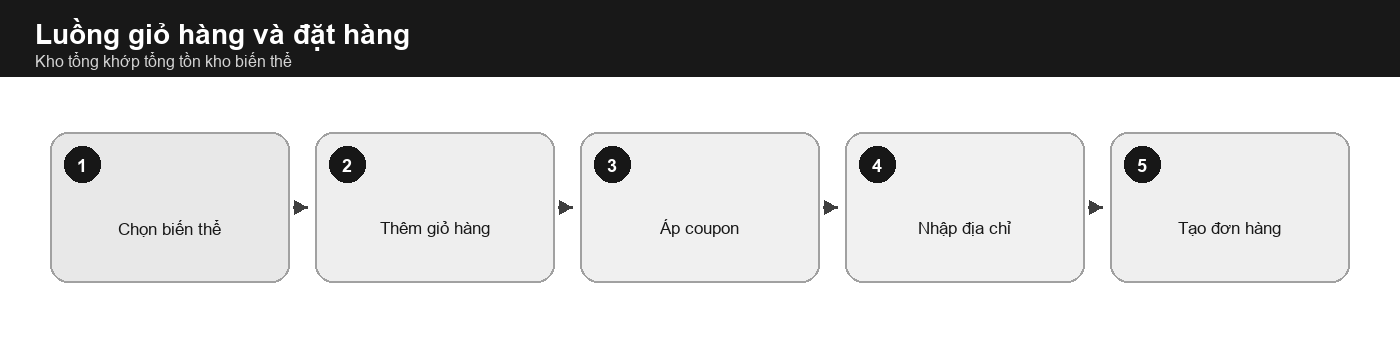 Luồng giỏ hàng và đặt hàng
Kho tổng khớp tổng tồn kho biến thể
1
Chọn biến thể
2
Thêm giỏ hàng
3
Áp coupon
4
Nhập địa chỉ
5
Tạo đơn hàng